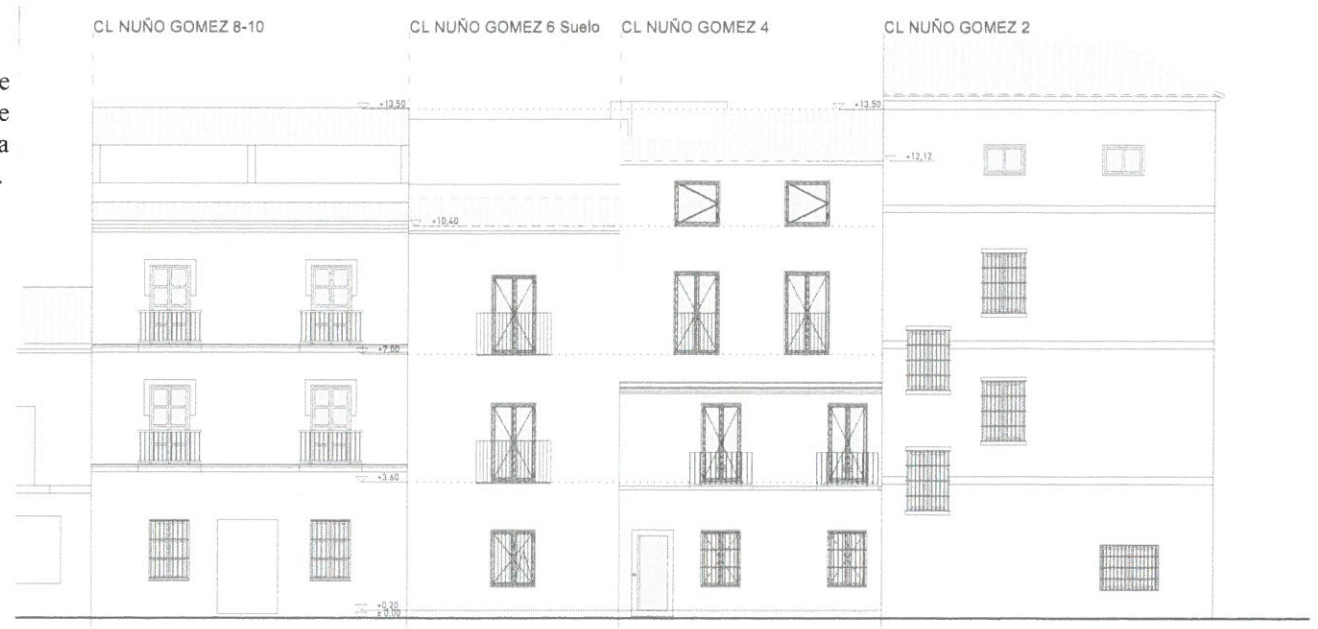 CL NUÑO GOMEZ 8-10
CL NUÑO GOMEZ 6 Suelo
CL NUÑO GOMEZ 4
CL NUÑO GOMEZ 2
e
e
a
+13,50
+13,50
+12,12
+10,40
+7,00
+3,60
+0,20
± 0,00